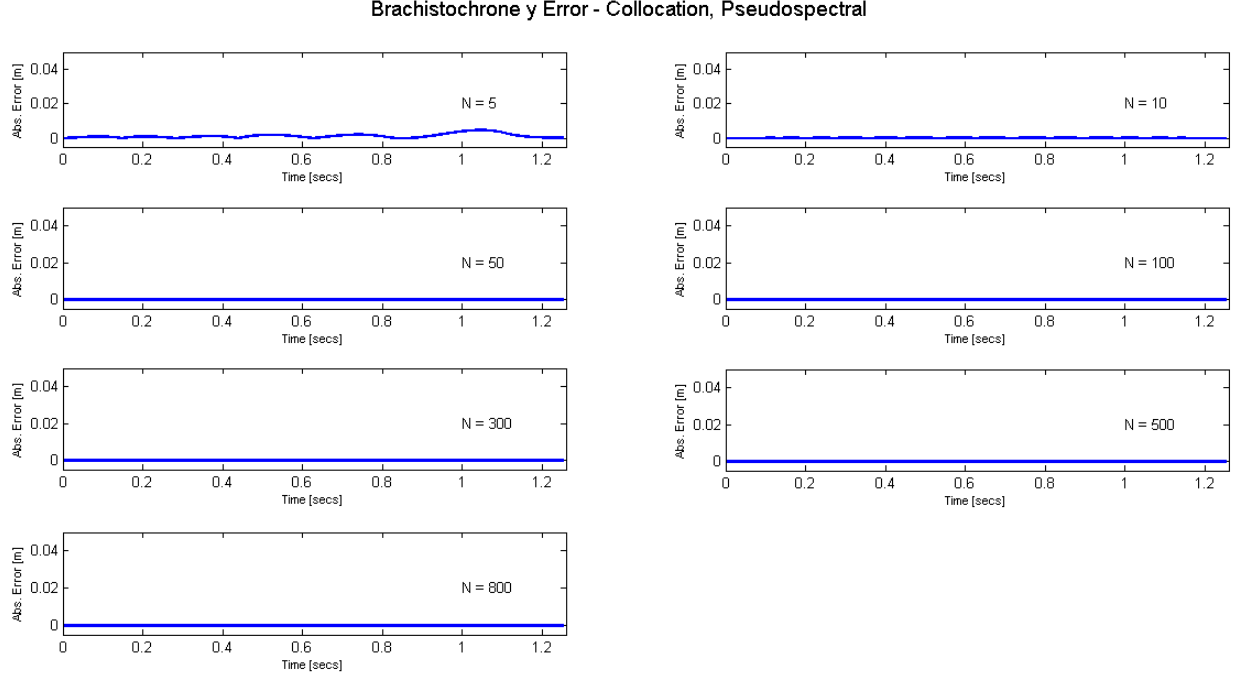 Brachistochrone y Error - Collocation, Pseudospectral
Abs. Error [m]
0.04
0.02
0
N = 5
0 0.2 0.4 0.6 0.8 1 1.2
Time [secs]
Abs. Error [m]
0.04
0.02
0
N = 10
0 0.2 0.4 0.6 0.8 1 1.2
Time [secs]
Abs. Error [m]
0.04
0.02
0
N = 50
0 0.2 0.4 0.6 0.8 1 1.2
Time [secs]
Abs. Error [m]
0.04
0.02
0
N = 100
0 0.2 0.4 0.6 0.8 1 1.2
Time [secs]
Abs. Error [m]
0.04
0.02
0
N = 300
0 0.2 0.4 0.6 0.8 1 1.2
Time [secs]
Abs. Error [m]
0.04
0.02
0
N = 500
0 0.2 0.4 0.6 0.8 1 1.2
Time [secs]
Abs. Error [m]
0.04
0.02
0
N = 800
0 0.2 0.4 0.6 0.8 1 1.2
Time [secs]